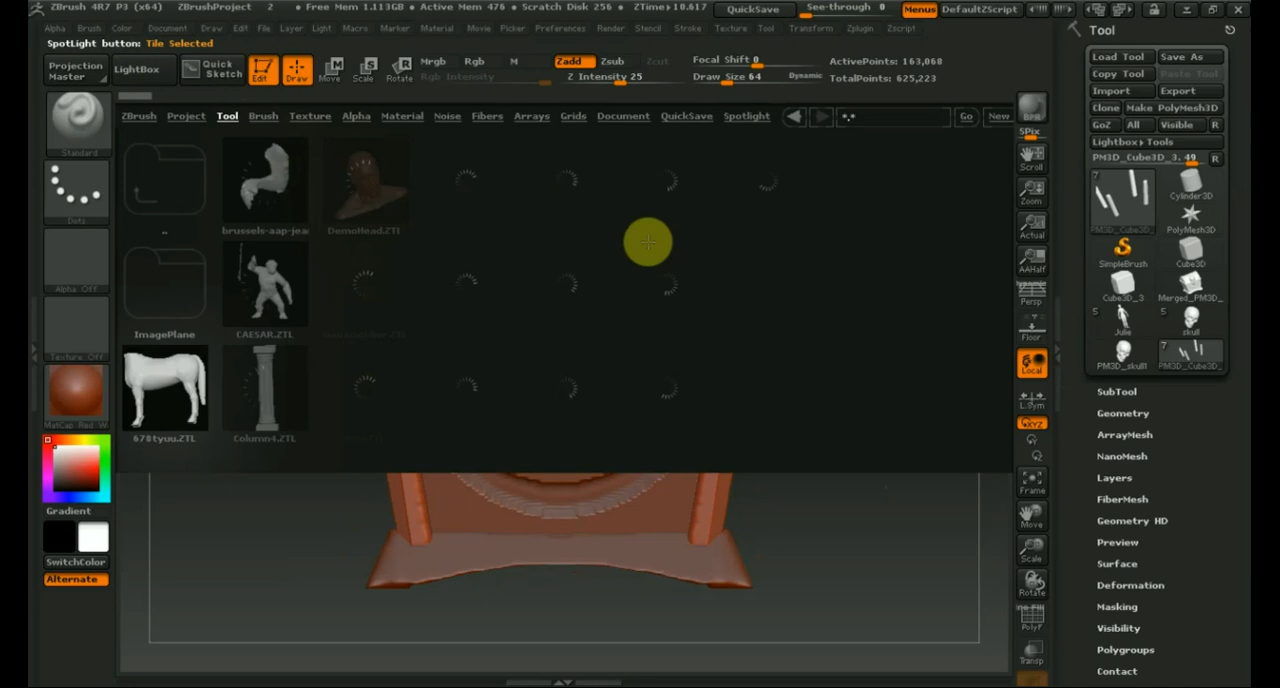 ZBrush 4R7 P3 (x64) ZBrushProject 2 • Free Mem 1.113GB • Active Mem 476 • Scratch Disk 256 • ZTime▸10.617 QuickSave See-through 0 Menus DefaultZScript
Alpha Brush Color Document Draw Edit File Layer Light Macro Marker Material Movie Picker Preferences Render Stencil Stroke Texture Tool Transform Zplugin Zscript
SpotLight button: Tile Selected
Projection Master
LightBox
Quick Sketch
Edit
Draw
Move
Scale
Rotate
Mrgb Rgb M
Rgb Intensity
Zadd Zsub Zcut
Z Intensity 25
Focal Shift 0
Draw Size 64 Dynamic
ActivePoints: 163,068
TotalPoints: 625,223
ZBrush Project Tool Brush Texture Alpha Material Noise Fibers Arrays Grids Document QuickSave Spotlight *.* Go New
Standard
Dots
Alpha Off
Texture Off
MatCap Red W
Gradient
SwitchColor
Alternate
..
brussels-aap-jea
DemoHead.ZTl
ImagePlane
CAESAR.ZTL
678tyuu.ZTL
Column4.ZTL
BPR
SPix
Scroll
Zoom
Actual
AAHalf
Persp
Floor
Local
L.Sym
XYZ
Frame
Move
Scale
Rotate
PolyF
Transp
Tool
Load Tool Save As
Copy Tool Paste Tool
Import Export
Clone Make PolyMesh3D
GoZ All Visible R
Lightbox▸Tools
PM3D_Cube3D_3. 49 R
7
PM3D_Cube3D_
Cylinder3D
PolyMesh3D
SimpleBrush
Cube3D
Cube3D_3
Merged_PM3D_
5
Julie
5
skull
PM3D_skull1
7
PM3D_Cube3D_
SubTool
Geometry
ArrayMesh
NanoMesh
Layers
FiberMesh
Geometry HD
Preview
Surface
Deformation
Masking
Visibility
Polygroups
Contact